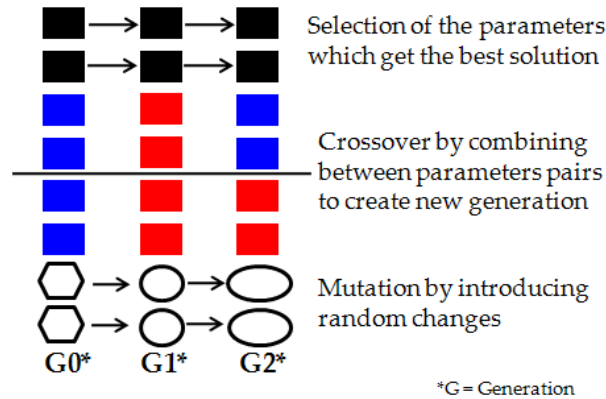 Selection of the parameters
which get the best solution
Crossover by combining
between parameters pairs
to create new generation
Mutation by introducing
random changes
G0* G1* G2*
*G = Generation